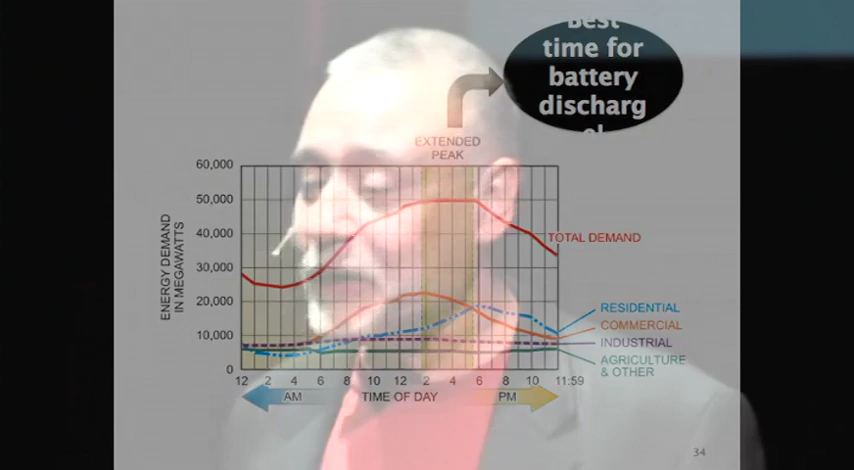 Best
time for
battery
discharg
e!
EXTENDED
PEAK
60,000
50,000
40,000
30,000
20,000
10,000
0
ENERGY DEMAND
IN MEGAWATTS
TOTAL DEMAND
RESIDENTIAL
COMMERCIAL
INDUSTRIAL
AGRICULTURE
& OTHER
12 2 4 6 8 10 12 2 4 6 8 10 11:59
AM TIME OF DAY PM
34